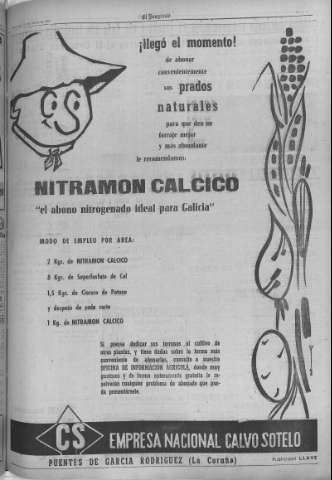 El Progreso
¡llegó el momento!
de abonar
convenientemente
sus prados
naturales
para que den un
forraje mejor
y más abundante
le recomendamos:
NITRAMON CALCICO
"el abono nitrogenado ideal para Galicia"
MODO DE EMPLEO POR AREA:
2 Kgs. de NITRAMON CALCICO
8 Kgs. de Superfosfato de Cal
1,5 Kgs. de Cloruro de Potasa
y después de cada corte
1 Kg. de NITRAMON CALCICO
Si piensa dedicar sus terrenos al cultivo de
otras plantas, y tiene dudas sobre la forma más
conveniente de abonarlas, consulte a nuestra
OFICINA DE INFORMACION AGRICOLA, donde muy
gustosos y de forma enteramente gratuita le re-
solverán cualquier problema de abonado que pue-
da presentársele.
CS EMPRESA NACIONAL CALVO SOTELO
PUENTES DE GARCIA RODRIGUEZ (La Coruña)
CLAVE